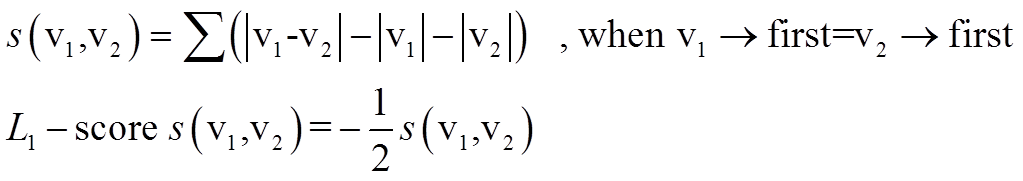 s(v₁,v₂) = ∑(|v₁-v₂| − |v₁| − |v₂|) , when v₁ → first=v₂ → first
L₁ − score s(v₁,v₂) = −1/2 s(v₁,v₂)